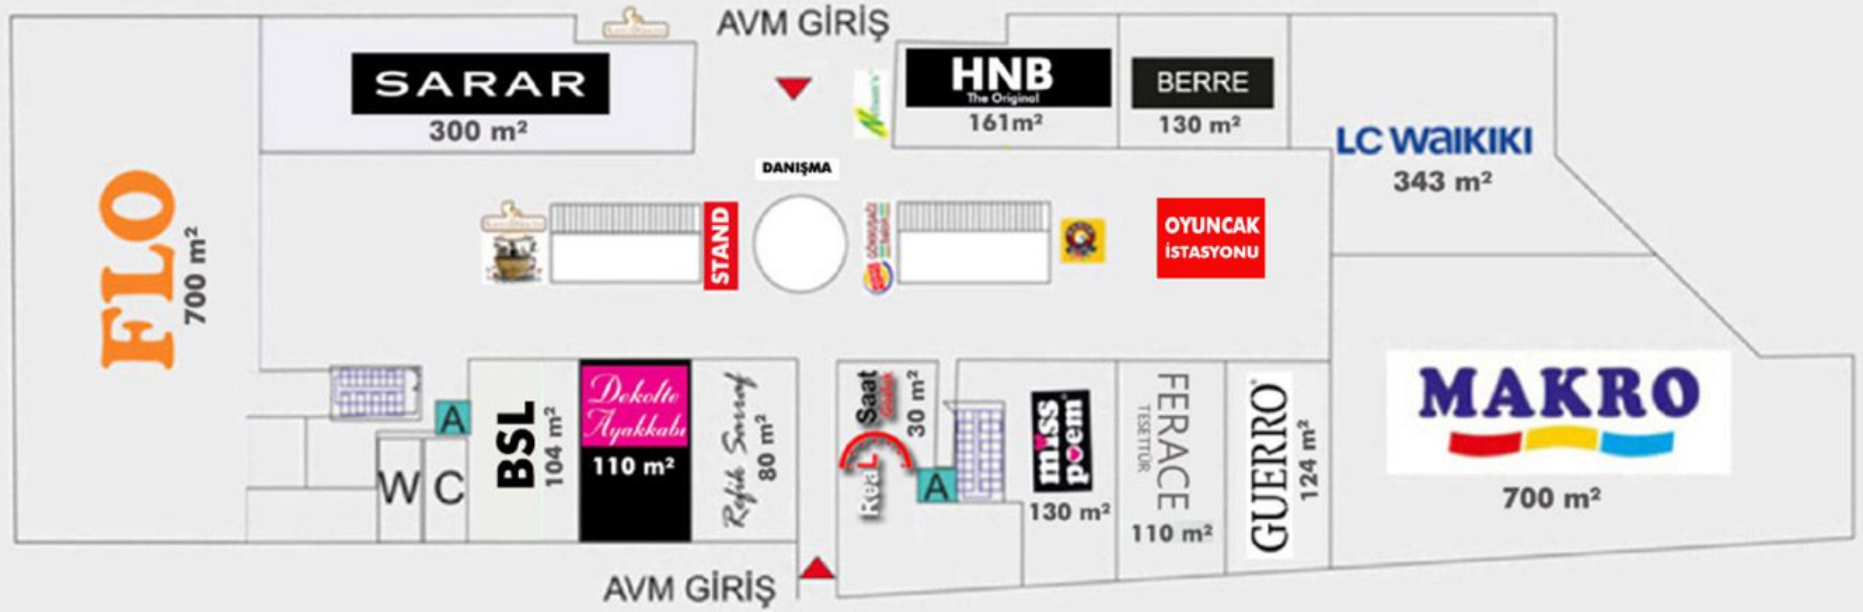 AVM GİRİŞ
SARAR
300 m²
HNB
The Original
161m²
BERRE
130 m²
LC WAIKIKI
343 m²
DANIŞMA
FLO
700 m²
STAND
OYUNCAK
İSTASYONU
A
W C
BSL
104 m²
Dekolte
Ayakkabı
110 m²
Refik Sarraf
80 m²
Real Saat
30 m²
A
miss
poem
130 m²
FERACE
TESETTÜR
110 m²
GUERRO
124 m²
MAKRO
700 m²
AVM GİRİŞ